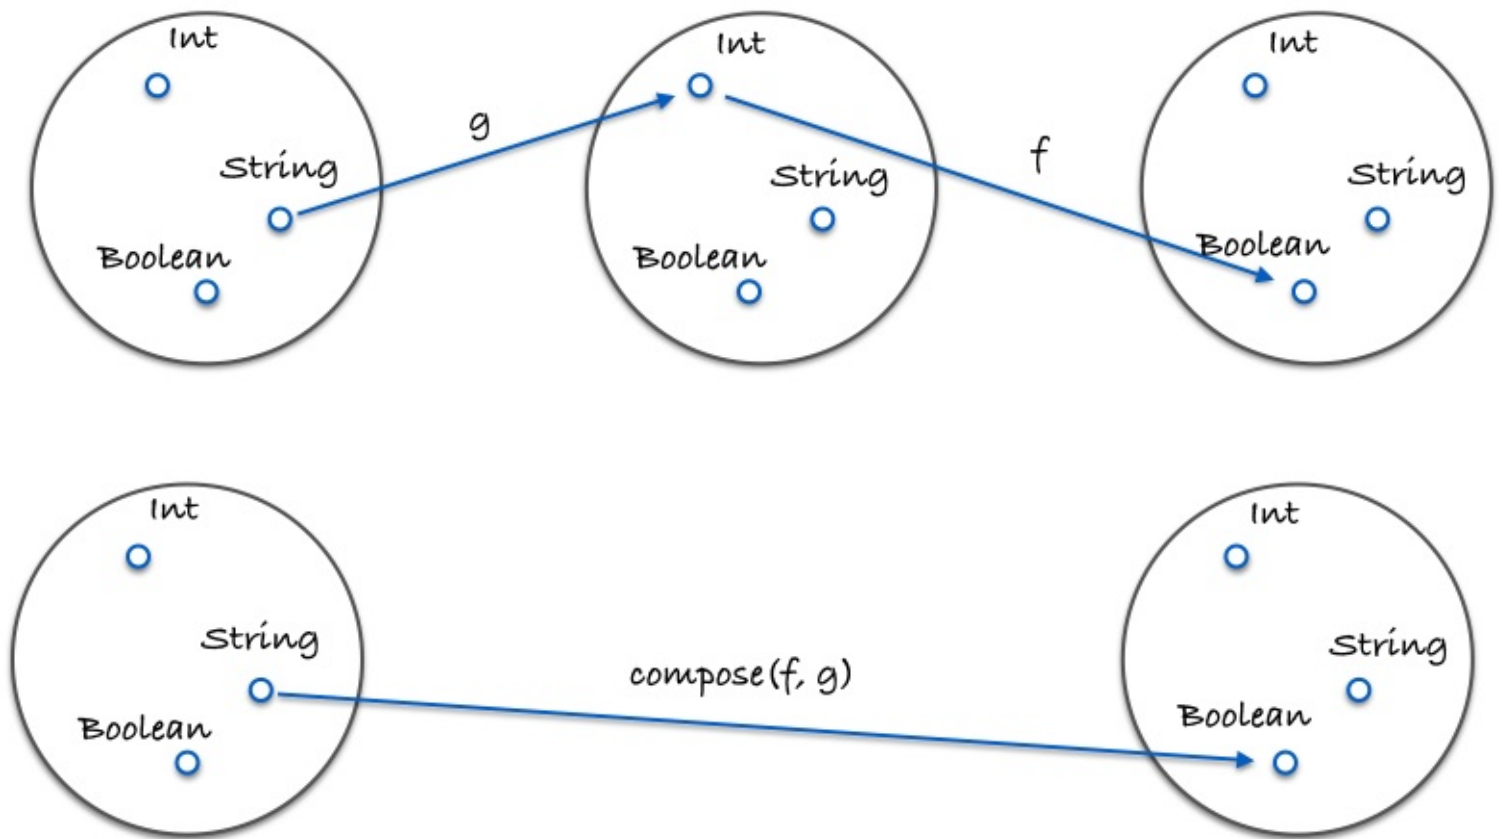 Int
String
Boolean
g
Int
String
Boolean
f
Int
String
Boolean
Int
String
Boolean
compose(f, g)
Int
String
Boolean